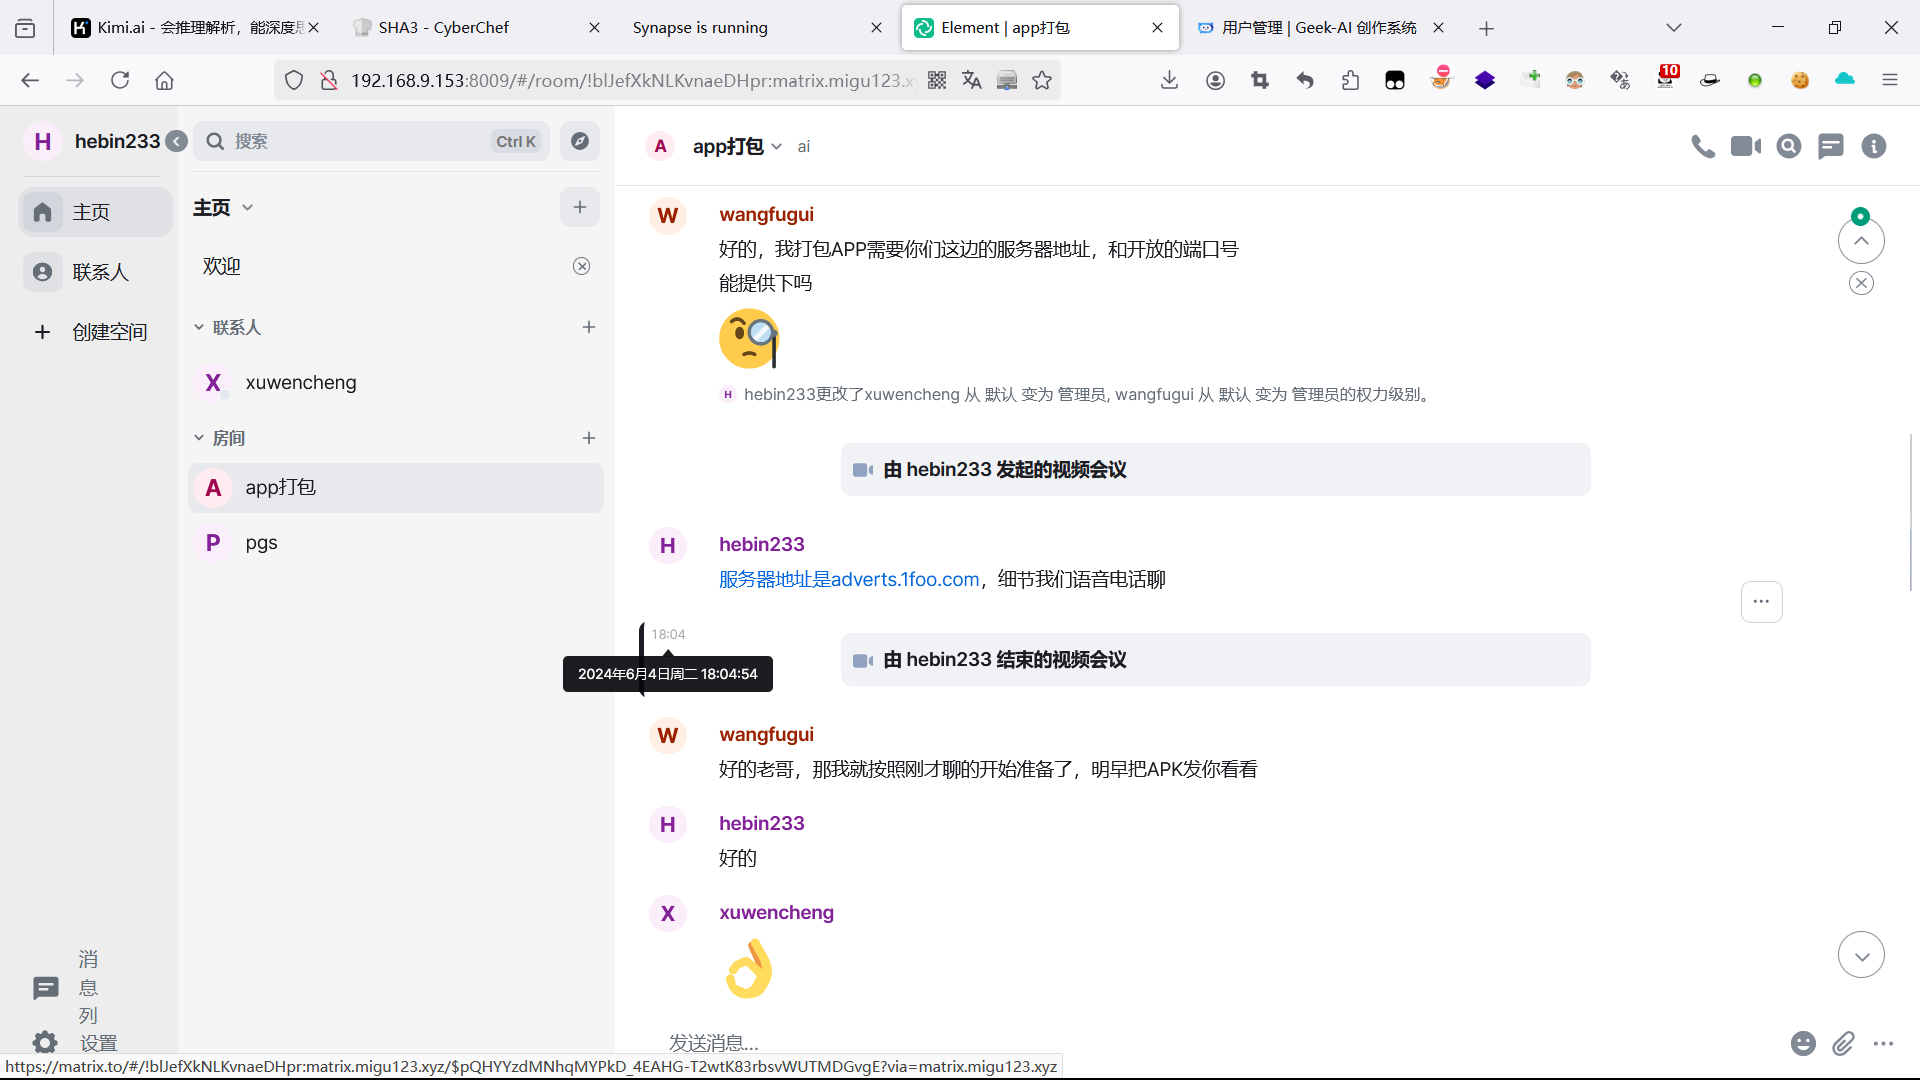 Kimi.ai - 会推理解析，能深度思
SHA3 - CyberChef
Synapse is running
Element | app打包
用户管理 | Geek-AI 创作系统
192.168.9.153:8009/#/room/!blJefXkNLKvnaeDHpr:matrix.migu123.xy
10
H
hebin233
搜索
Ctrl K
A
app打包
ai
主页
主页
联系人
创建空间
欢迎
联系人
X
xuwencheng
房间
A
app打包
P
pgs
W
wangfugui
好的，我打包APP需要你们这边的服务器地址，和开放的端口号
能提供下吗
H
hebin233更改了xuwencheng 从 默认 变为 管理员, wangfugui 从 默认 变为 管理员的权力级别。
由 hebin233 发起的视频会议
H
hebin233
服务器地址是adverts.1foo.com，细节我们语音电话聊
18:04
由 hebin233 结束的视频会议
2024年6月4日周二 18:04:54
W
wangfugui
好的老哥，那我就按照刚才聊的开始准备了，明早把APK发你看看
H
hebin233
好的
X
xuwencheng
消
息
列
设置
发送消息…
https://matrix.to/#/!blJefXkNLKvnaeDHpr:matrix.migu123.xyz/$pQHYYzdMNhqMYPkD_4EAHG-T2wtK83rbsvWUTMDGvgE?via=matrix.migu123.xyz